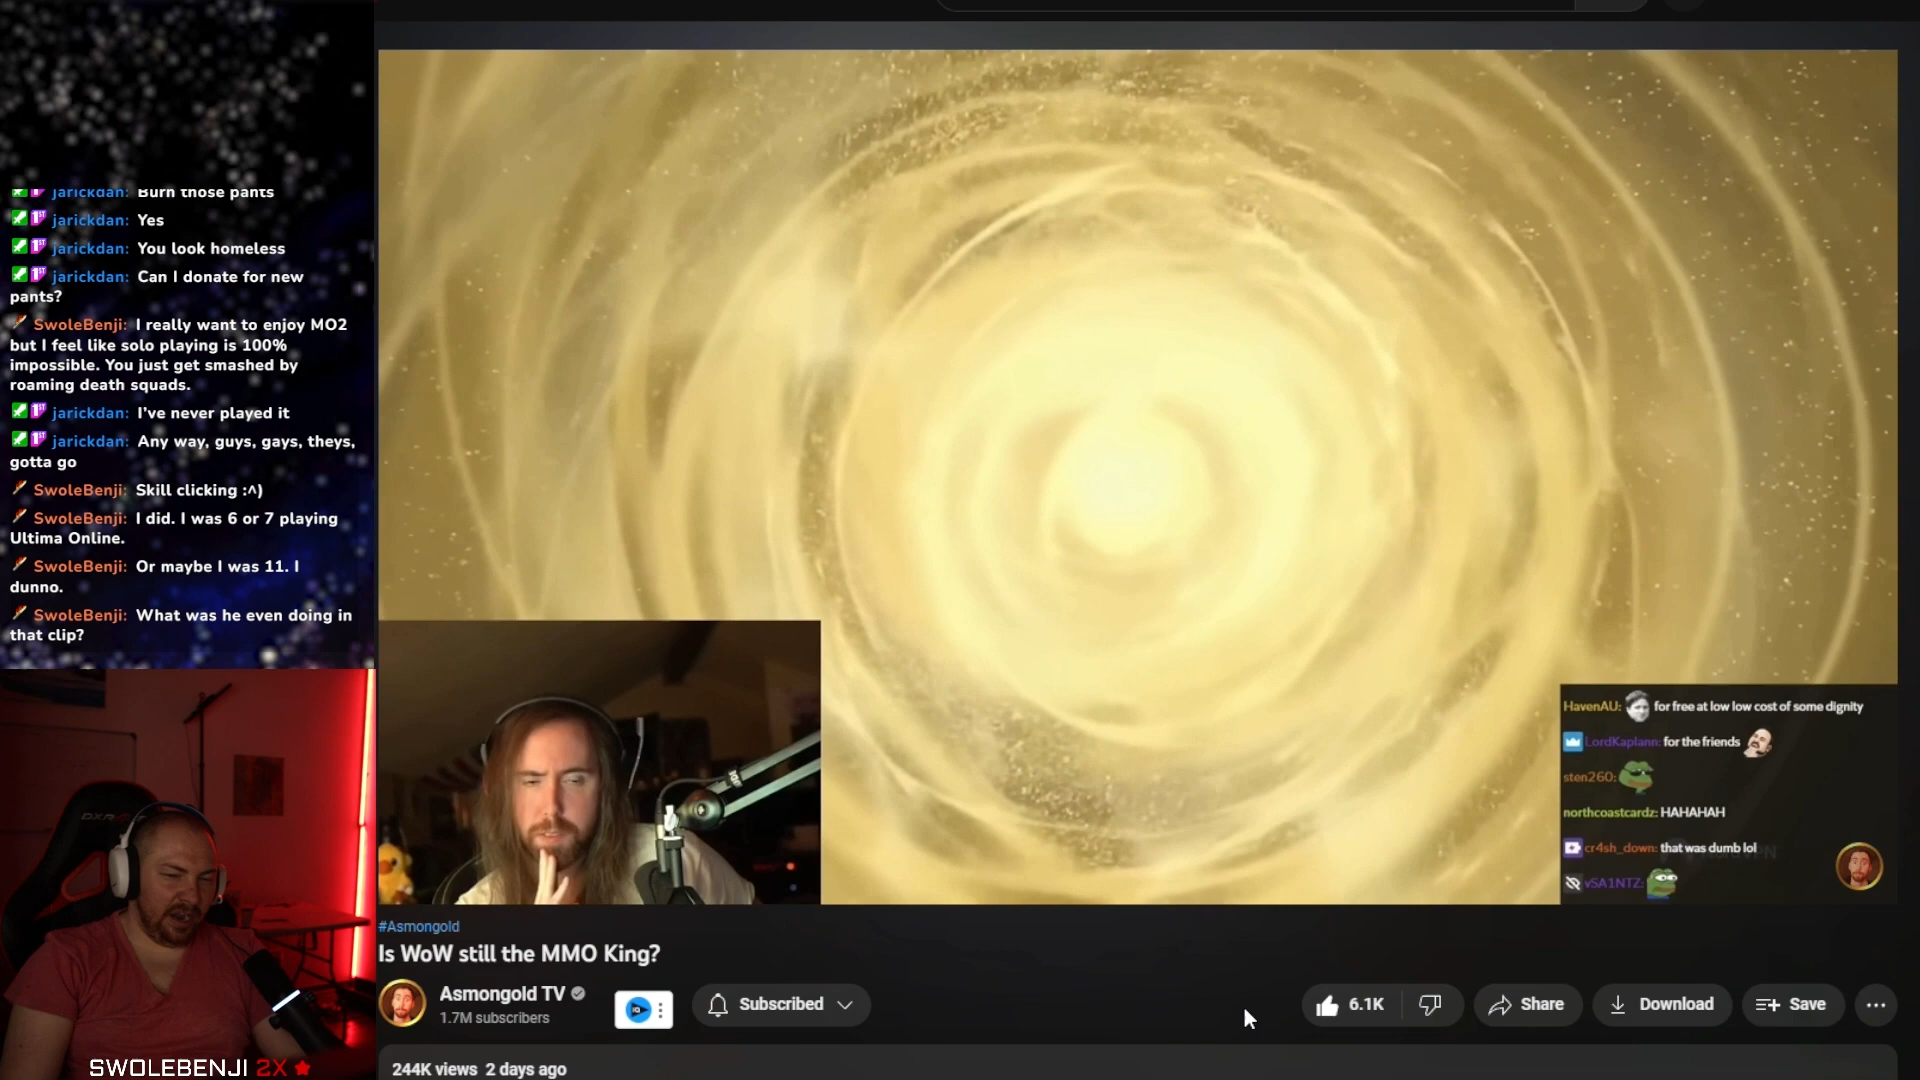 jarickdan: Burn those pants
jarickdan: Yes
jarickdan: You look homeless
jarickdan: Can I donate for new
pants?
SwoleBenji: I really want to enjoy MO2
but I feel like solo playing is 100%
impossible. You just get smashed by
roaming death squads.
jarickdan: I've never played it
jarickdan: Any way, guys, gays, theys,
gotta go
SwoleBenji: Skill clicking :^)
SwoleBenji: I did. I was 6 or 7 playing
Ultima Online.
SwoleBenji: Or maybe I was 11. I
dunno.
SwoleBenji: What was he even doing in
that clip?
SWOLEBENJI 2X
HavenAU: for free at low low cost of some dignity
LordKaplann: for the friends
sten260:
northcoastcardz: HAHAHAH
cr4sh_down: that was dumb lol
vSA1NTZ:
#Asmongold
Is WoW still the MMO King?
Asmongold TV
1.7M subscribers
Subscribed
6.1K
Share
Download
Save
244K views 2 days ago